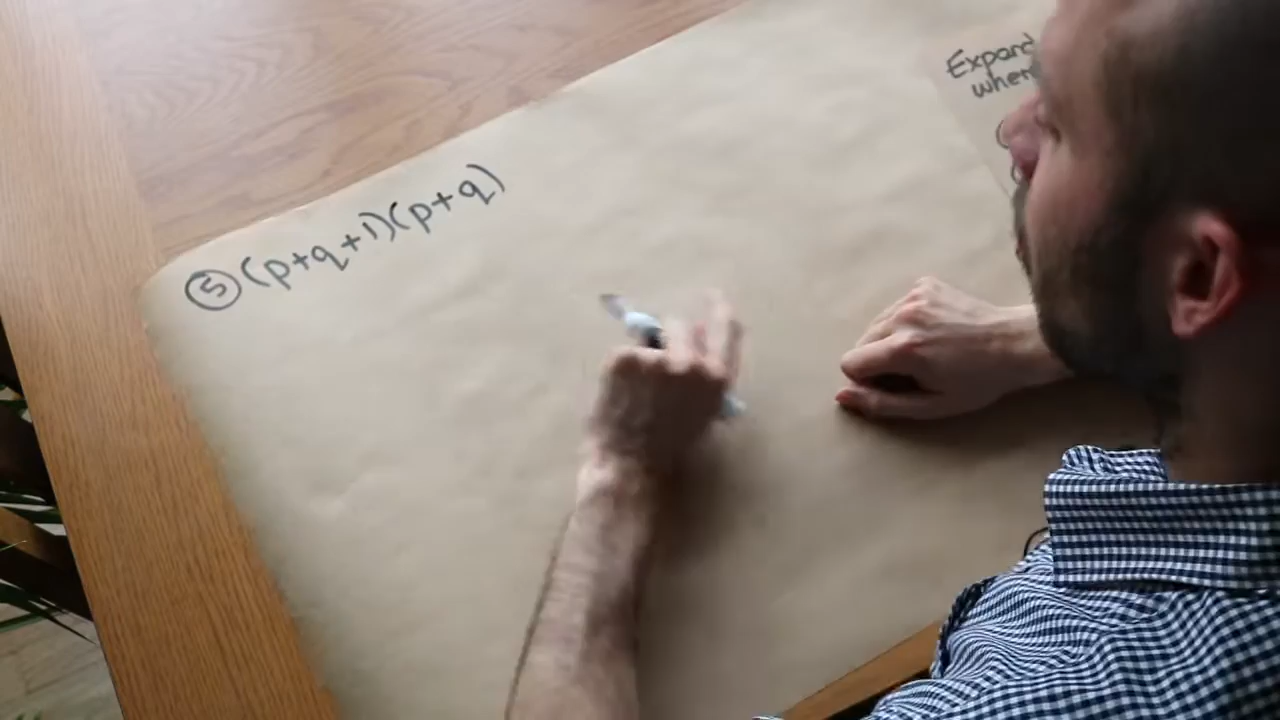 ⑤ (p+q+1)(p+q)
Expand
when